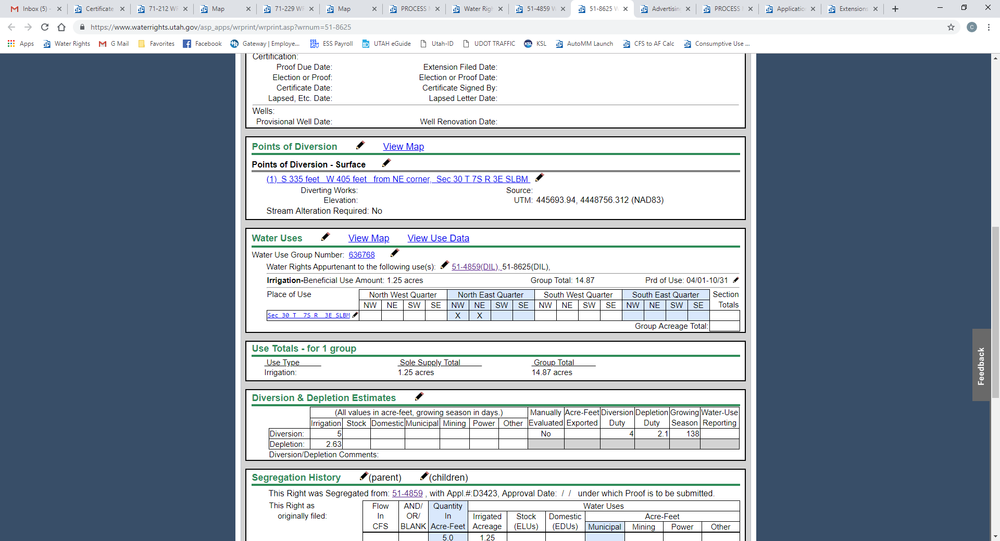 Inbox (5) -
Certificate
71-212 WR
Map
71-229 WR
Map
PROCESS
Water Righ
51-4859 W
51-8625 W
Advertising
PROCESS
Applicatio
Extensions
https://www.waterrights.utah.gov/asp_apps/wrprint/wrprint.asp?wrnum=51-8625
C
Apps Water Rights G Mail Favorites Facebook Gateway | Employe... ESS Payroll UTAH eGuide Utah-ID UDOT TRAFFIC KSL KSL AutoMM Launch CFS to AF Calc Consumptive Use ...
Certification:
Proof Due Date: Extension Filed Date:
Election or Proof: Election or Proof Date:
Certificate Date: Certificate Signed By:
Lapsed, Etc. Date: Lapsed Letter Date:
Wells:
Provisional Well Date: Well Renovation Date:
Points of Diversion View Map
Points of Diversion - Surface
(1) S 335 feet W 405 feet from NE corner, Sec 30 T 7S R 3E SLBM
Diverting Works: Source:
Elevation: UTM: 445693.94, 4448756.312 (NAD83)
Stream Alteration Required: No
Water Uses View Map View Use Data
Water Use Group Number: 636768
Water Rights Appurtenant to the following use(s): 51-4859(DIL), 51-8625(DIL),
Irrigation-Beneficial Use Amount: 1.25 acres Group Total: 14.87 Prd of Use: 04/01-10/31
Place of Use North West Quarter North East Quarter South West Quarter South East Quarter Section
NW NE SW SE NW NE SW SE NW NE SW SE NW NE SW SE Totals
Sec 30 T 7S R 3E SLBM X X
Group Acreage Total:
Use Totals - for 1 group
Use Type Sole Supply Total Group Total
Irrigation: 1.25 acres 14.87 acres
Diversion & Depletion Estimates
(All values in acre-feet, growing season in days.) Manually Acre-Feet Diversion Depletion Growing Water-Use
Irrigation Stock Domestic Municipal Mining Power Other Evaluated Exported Duty Duty Season Reporting
Diversion: 5 No 4 2.1 138
Depletion: 2.63
Diversion/Depletion Comments:
Segregation History (parent) (children)
This Right was Segregated from: 51-4859 , with Appl.#:D3423, Approval Date: / / under which Proof is to be submitted.
This Right as Flow AND/ Quantity Water Uses
originally filed: In OR/ In Irrigated Stock Domestic Acre-Feet
CFS BLANK Acre-Feet Acreage (ELUs) (EDUs) Municipal Mining Power Other
5.0 1.25
Feedback